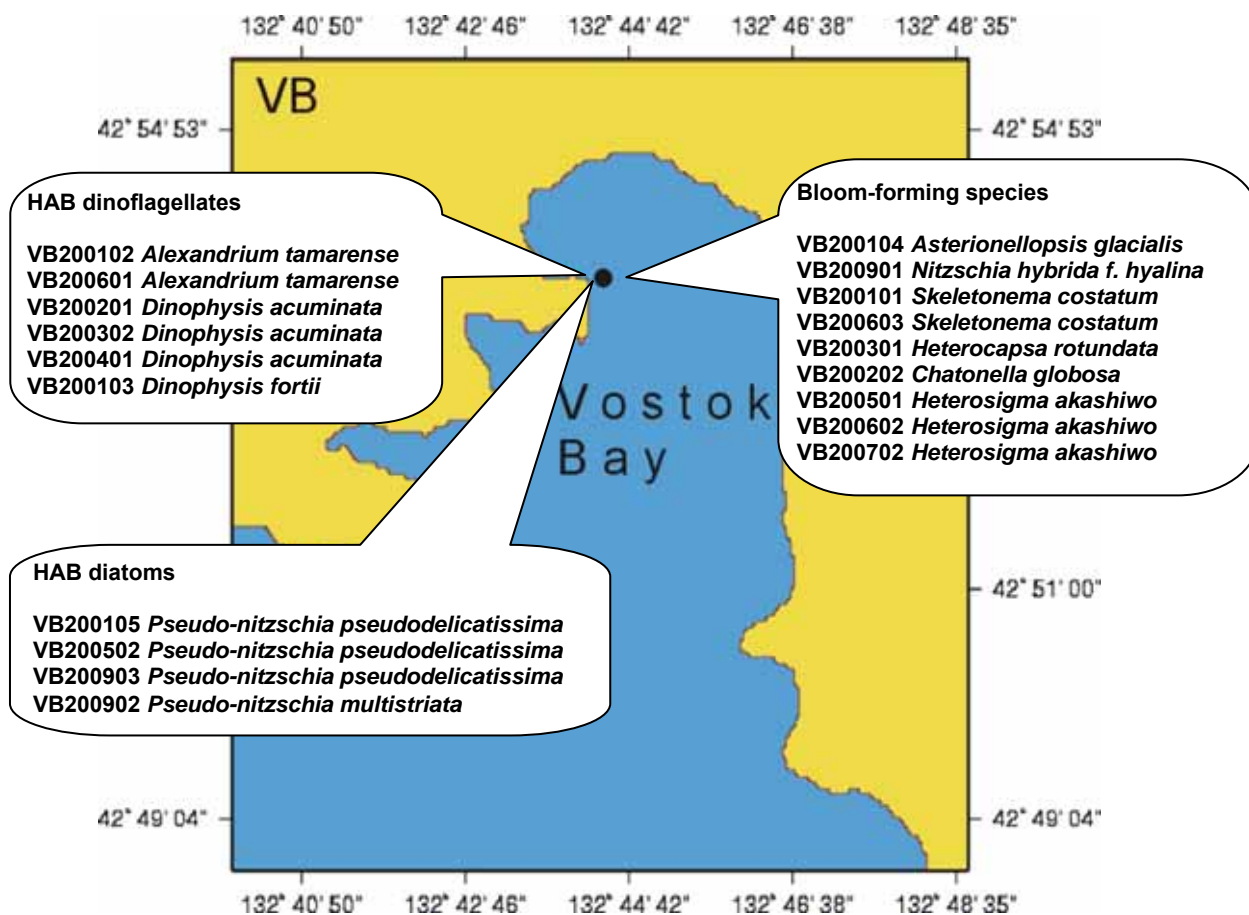 132° 40' 50" 132° 42' 46" 132° 44' 42" 132° 46' 38" 132° 48' 35"
VB
42° 54' 53" 42° 54' 53"
HAB dinoflagellates
VB200102 Alexandrium tamarense
VB200601 Alexandrium tamarense
VB200201 Dinophysis acuminata
VB200302 Dinophysis acuminata
VB200401 Dinophysis acuminata
VB200103 Dinophysis fortii
Bloom-forming species
VB200104 Asterionellopsis glacialis
VB200901 Nitzschia hybrida f. hyalina
VB200101 Skeletonema costatum
VB200603 Skeletonema costatum
VB200301 Heterocapsa rotundata
VB200202 Chatonella globosa
VB200501 Heterosigma akashiwo
VB200602 Heterosigma akashiwo
VB200702 Heterosigma akashiwo
Vostok
Bay
HAB diatoms
VB200105 Pseudo-nitzschia pseudodelicatissima
VB200502 Pseudo-nitzschia pseudodelicatissima
VB200903 Pseudo-nitzschia pseudodelicatissima
VB200902 Pseudo-nitzschia multistriata
42° 51' 00"
42° 49' 04" 42° 49' 04"
132° 40' 50" 132° 42' 46" 132° 44' 42" 132° 46' 38" 132° 48' 35"